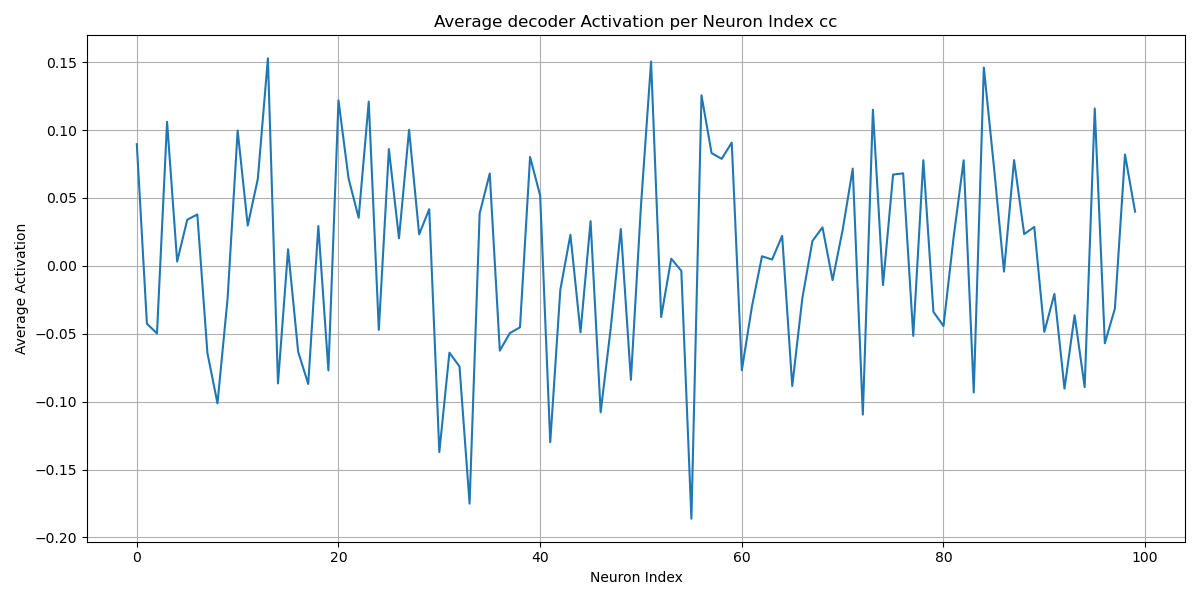 Average decoder Activation per Neuron Index cc
0.15
0.10
0.05
0.00
−0.05
−0.10
−0.15
−0.20
Average Activation
0 20 40 60 80 100
Neuron Index